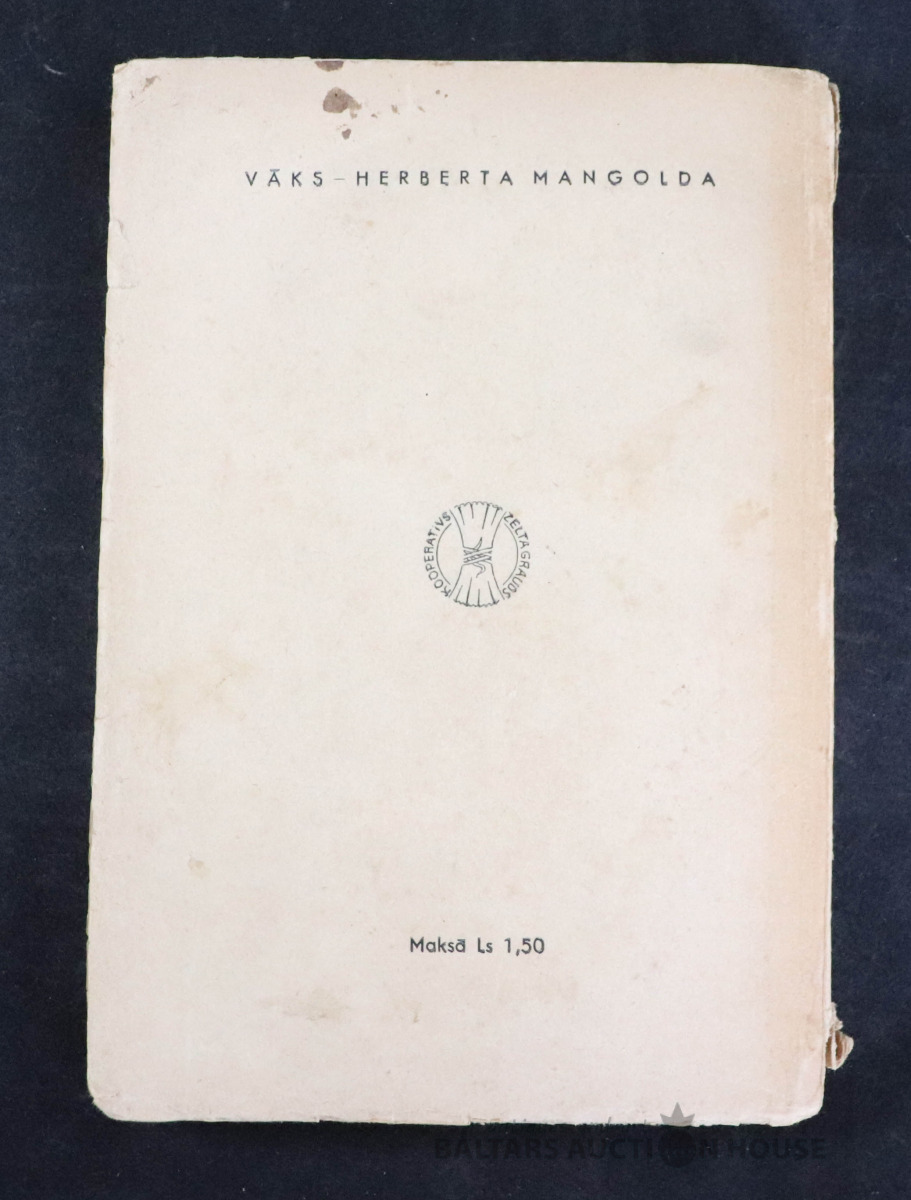 VĀKS – HERBERTA MANGOLDA
KOOPERATĪVS
ZELTA GRAUDS
Maksā Ls 1,50
BALTARS AUCTION HOUSE